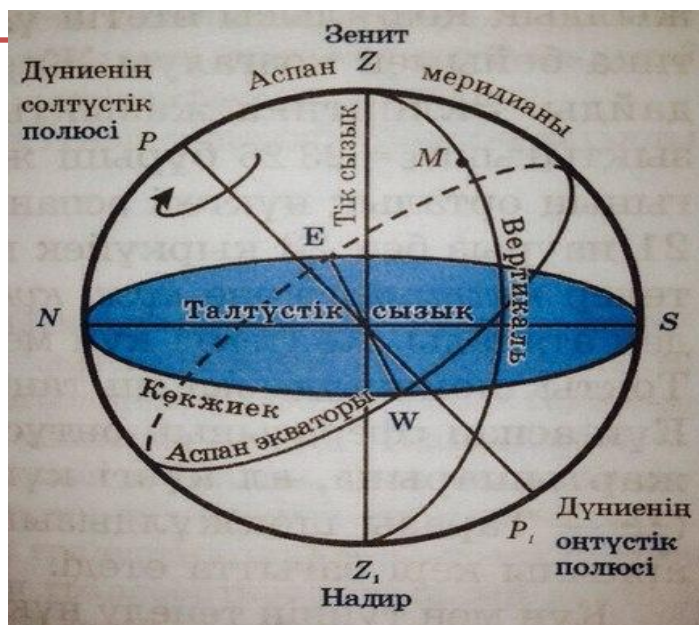 Зенит
Z
Дүниенің
солтүстік
полюсі
P
Аспан
меридианы
Тік сызық
M
Вертикаль
E
N
Талтүстік сызық
S
Көкжиек
Аспан экваторы
W
P₁
Дүниенің
оңтүстік
полюсі
Z₁
Надир